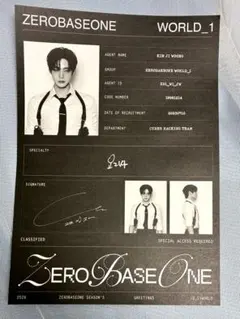 ZEROBASEONE WORLD_1
AGENT NAME KIM JI WOONG
GROUP ZEROBASEONE WORLD_1
AGENT ID
CODE NUMBER
DATE OF RECRUITMENT
DEPARTMENT CYBER HACKING TEAM
SPECIALTY
SIGNATURE
CLASSIFIED SPECIAL ACCESS REQUIRED
ZEROBASEONE
2024 ZEROBASEONE SEASON'S GREETINGS